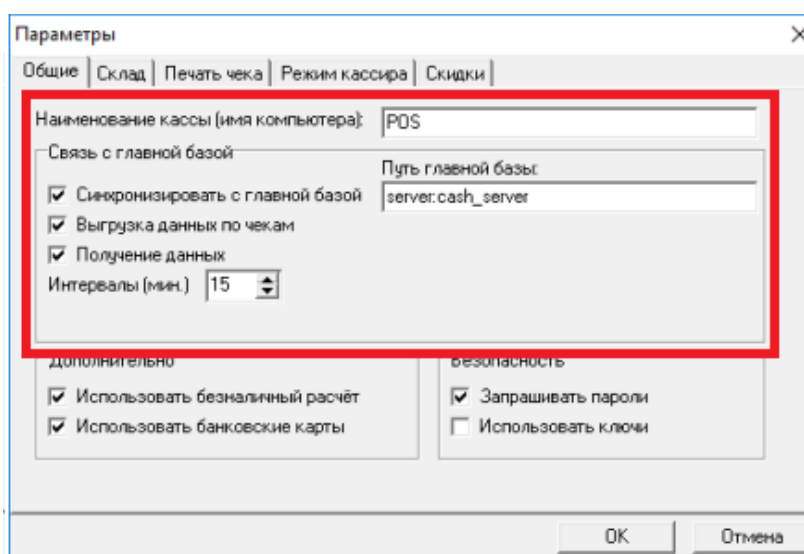 Параметры
Общие Склад Печать чека Режим кассира Скидки
Наименование кассы (имя компьютера): POS
Связь с главной базой
Путь главной базы:
Синхронизировать с главной базой server:cash_server
Выгрузка данных по чекам
Получение данных
Интервалы (мин.) 15
Дополнительно Безопасность
Использовать безналичный расчёт Запрашивать пароли
Использовать банковские карты Использовать ключи
OK Отмена